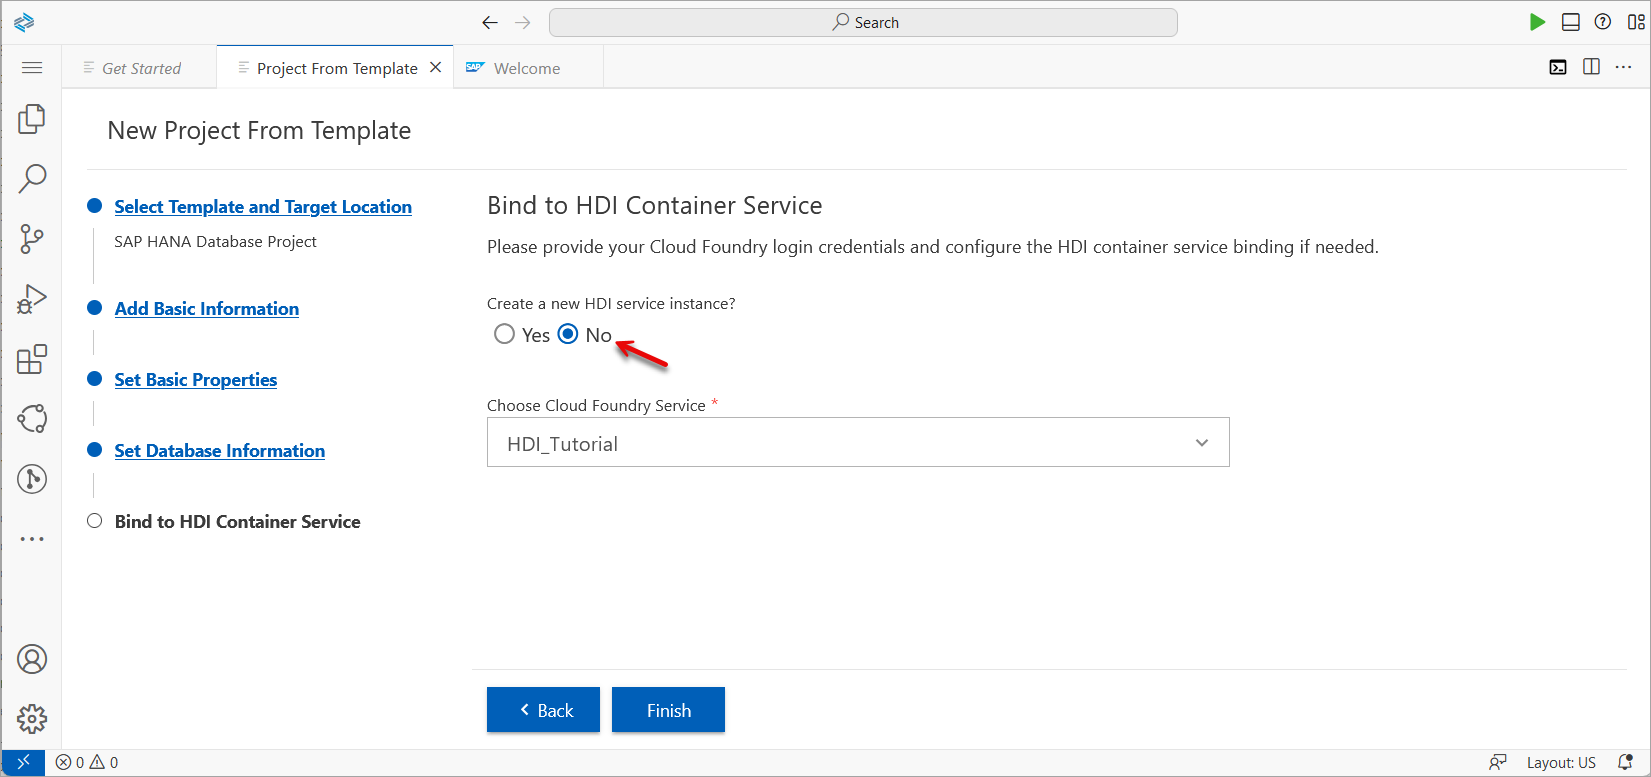 Search
Get Started
Project From Template
SAP Welcome
New Project From Template
Select Template and Target Location
SAP HANA Database Project
Add Basic Information
Set Basic Properties
Set Database Information
Bind to HDI Container Service
Bind to HDI Container Service
Please provide your Cloud Foundry login credentials and configure the HDI container service binding if needed.
Create a new HDI service instance?
Yes No
Choose Cloud Foundry Service *
HDI_Tutorial
Back
Finish
0 0
Layout: US